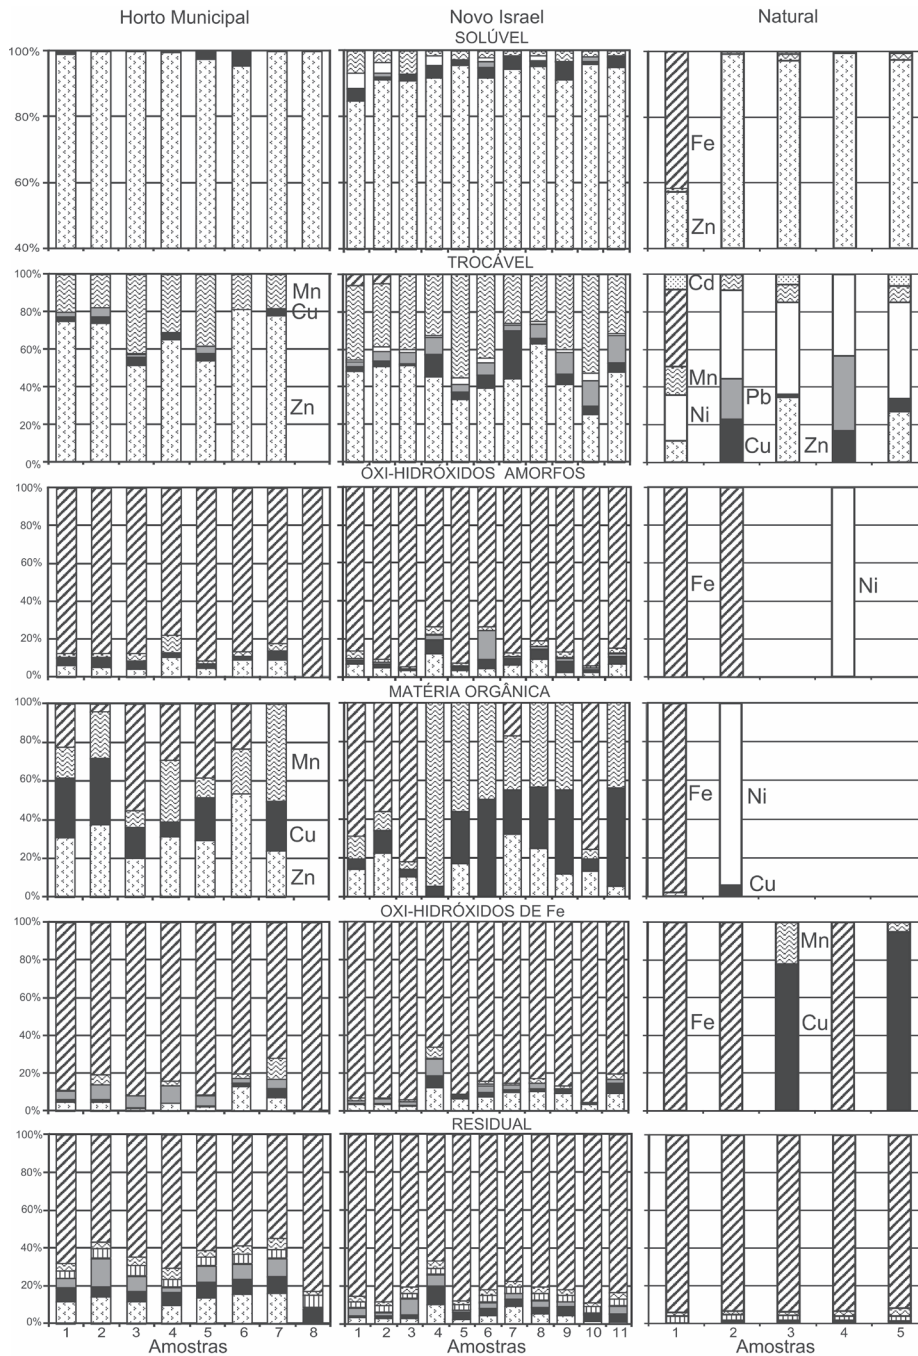 Horto Municipal Novo Israel Natural
SOLÚVEL
100%
80%
60%
40%
Fe
Zn
TROCÁVEL
100%
80%
60%
40%
20%
0%
Mn
Cu
Zn
Cd
Mn
Ni
Pb
Cu
Zn
ÓXI-HIDRÓXIDOS AMORFOS
100%
80%
60%
40%
20%
0%
Fe
Ni
MATÉRIA ORGÂNICA
100%
80%
60%
40%
20%
0%
Mn
Cu
Zn
Fe
Ni
Cu
OXI-HIDRÓXIDOS DE Fe
100%
80%
60%
40%
20%
0%
Fe
Mn
Cu
RESIDUAL
100%
80%
60%
40%
20%
0%
1 2 3 4 5 6 7 8 1 2 3 4 5 6 7 8 9 10 11 1 2 3 4 5
Amostras Amostras Amostras